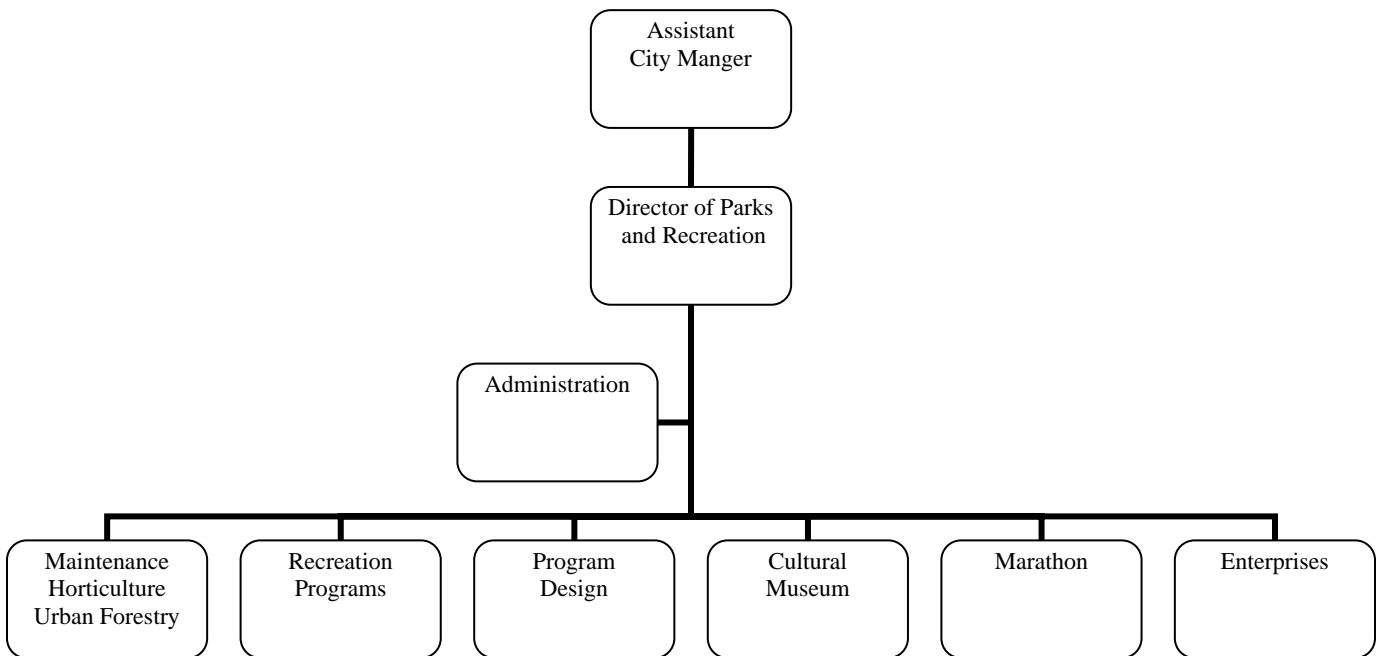 Assistant
City Manger
Director of Parks
and Recreation
Administration
Maintenance
Horticulture
Urban Forestry
Recreation
Programs
Program
Design
Cultural
Museum
Marathon
Enterprises